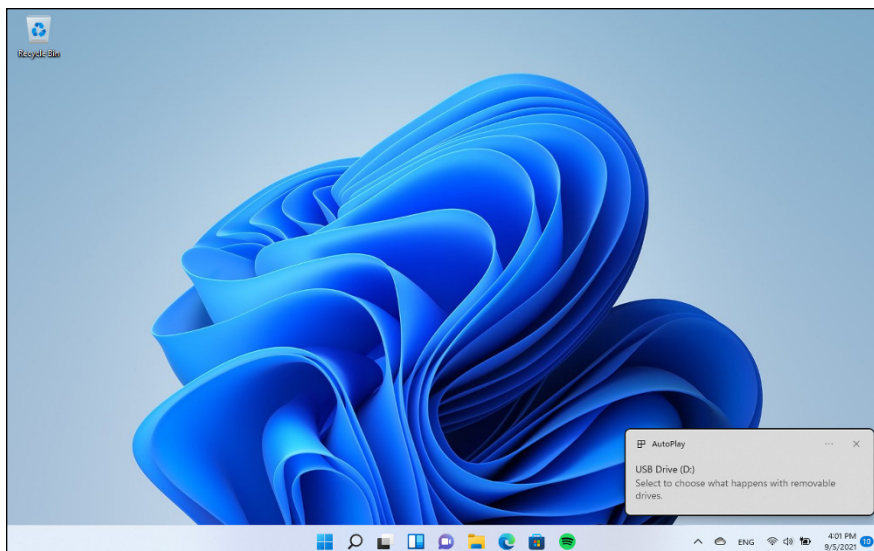 Recycle Bin
AutoPlay
USB Drive (D:)
Select to choose what happens with removable
drives.
ENG
4:01 PM
9/5/2021
10